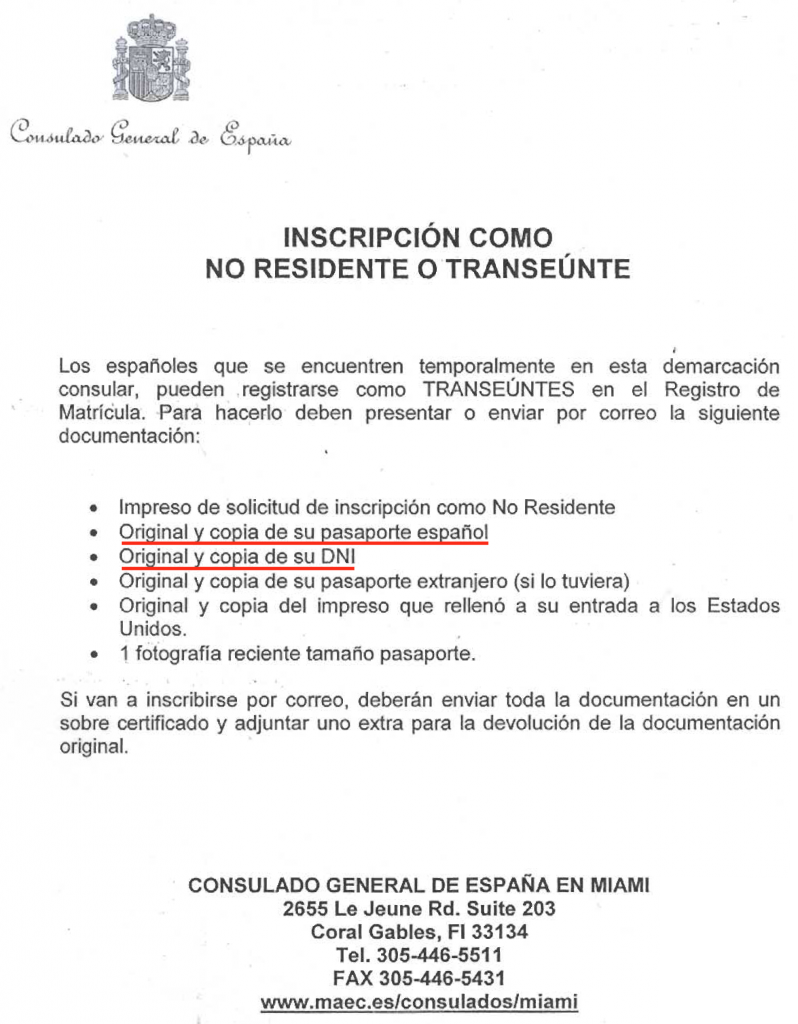 Consulado General de España
INSCRIPCIÓN COMO
NO RESIDENTE O TRANSEÚNTE
Los españoles que se encuentren temporalmente en esta demarcación
consular, pueden registrarse como TRANSEÚNTES en el Registro de
Matrícula. Para hacerlo deben presentar o enviar por correo la siguiente
documentación:
• Impreso de solicitud de inscripción como No Residente
• Original y copia de su pasaporte español
• Original y copia de su DNI
• Original y copia de su pasaporte extranjero (si lo tuviera)
• Original y copia del impreso que rellenó a su entrada a los Estados
Unidos.
• 1 fotografía reciente tamaño pasaporte.
Si van a inscribirse por correo, deberán enviar toda la documentación en un
sobre certificado y adjuntar uno extra para la devolución de la documentación
original.
CONSULADO GENERAL DE ESPAÑA EN MIAMI
2655 Le Jeune Rd. Suite 203
Coral Gables, Fl 33134
Tel. 305-446-5511
FAX 305-446-5431
www.maec.es/consulados/miami